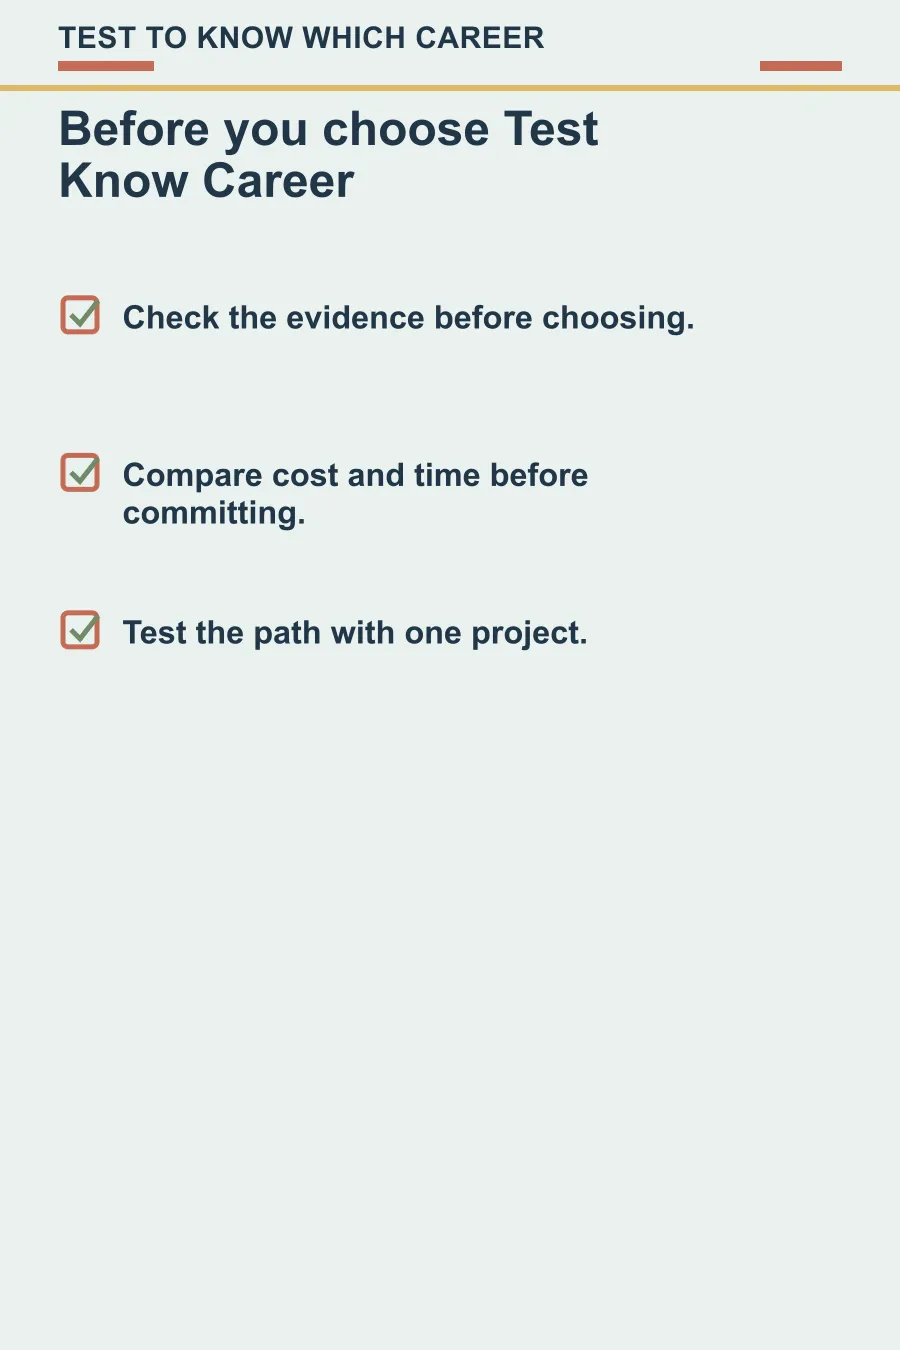 TEST TO KNOW WHICH CAREER
Before you choose Test
Know Career
Check the evidence before choosing.
Compare cost and time before
committing.
Test the path with one project.